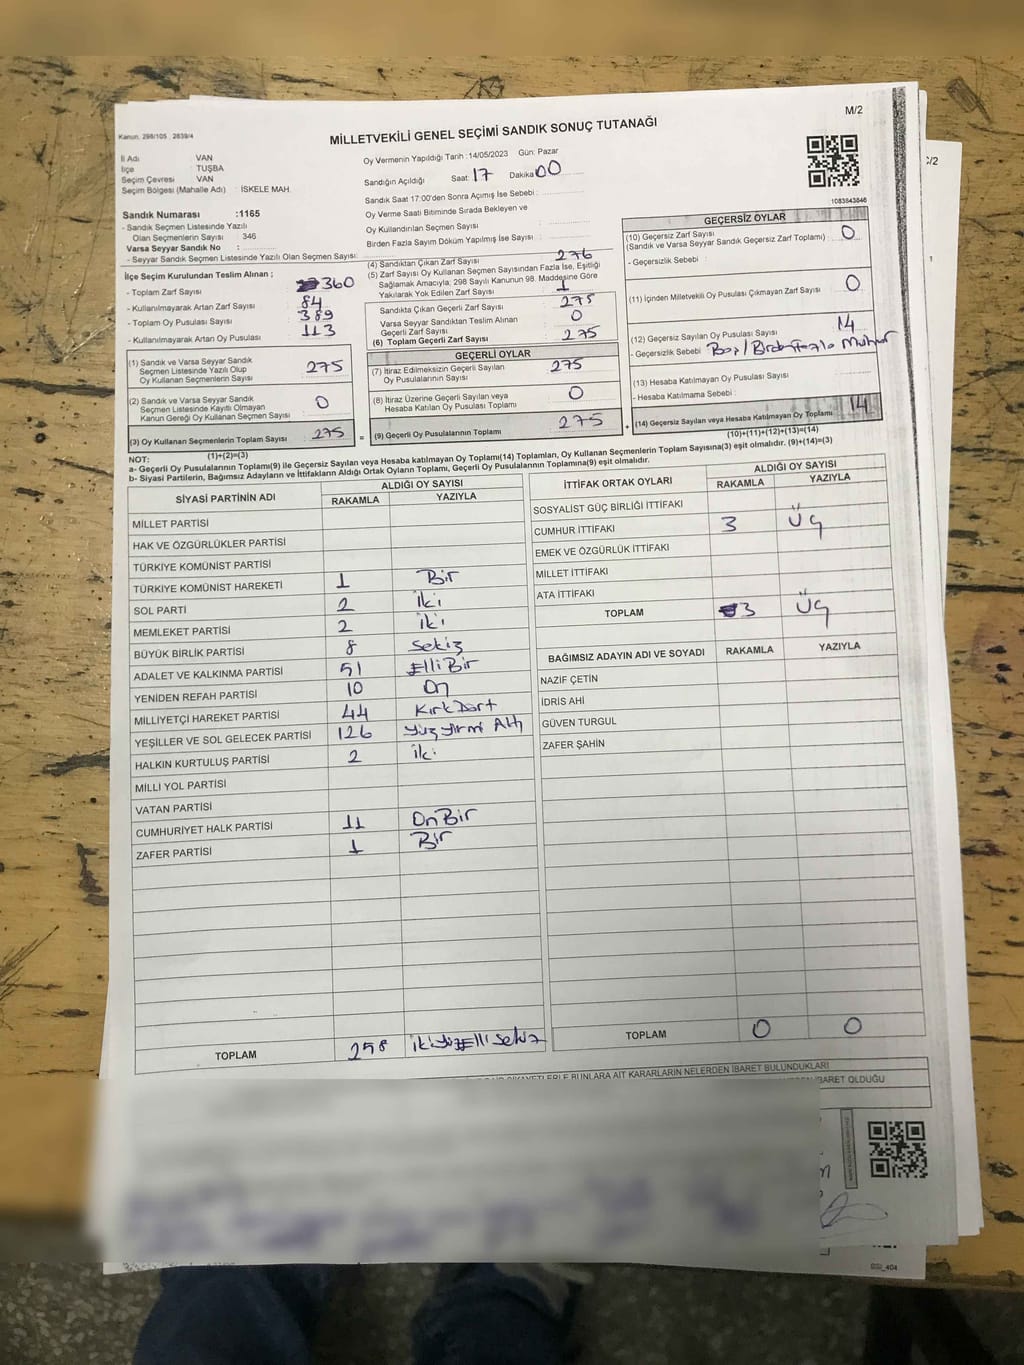 Kanun. 298/105 2839/4
M/2
MİLLETVEKİLİ GENEL SEÇİMİ SANDIK SONUÇ TUTANAĞI
İl Adı VAN
İlçe : TUŞBA
Seçim Çevresi VAN
Seçim Bölgesi (Mahalle Adı) : İSKELE MAH.
Oy Vermenin Yapıldığı Tarih : 14/05/2023 Gün: Pazar
Sandığın Açıldığı Saat : 17 Dakika 00
Sandık Saat 17:00'den Sonra Açımış İse Sebebi :
Oy Verme Saati Bitiminde Sırada Bekleyen ve
Oy Kullandırılan Seçmen Sayısı
Birden Fazla Sayım Döküm Yapılmış İse Sayısı :
1083843846
Sandık Numarası :1165
- Sandık Seçmen Listesinde Yazılı
Olan Seçmenlerin Sayısı : 346
Varsa Seyyar Sandık No :
- Seyyar Sandık Seçmen Listesinde Yazılı Olan Seçmen Sayısı:
İlçe Seçim Kurulundan Teslim Alınan ;
- Toplam Zarf Sayısı 360
- Kullanılmayarak Artan Zarf Sayısı 84
- Toplam Oy Pusulası Sayısı 389
- Kullanılmayarak Artan Oy Pusulası 113
(4) Sandıktan Çıkan Zarf Sayısı 276
(5) Zarf Sayısı Oy Kullanan Seçmen Sayısından Fazla İse, Eşitliği
Sağlamak Amacıyla; 298 Sayılı Kanunun 98. Maddesine Göre
Yakılarak Yok Edilen Zarf Sayısı 1
Sandıkta Çıkan Geçerli Zarf Sayısı 275
Varsa Seyyar Sandıktan Teslim Alınan
Geçerli Zarf Sayısı 0
(6) Toplam Geçerli Zarf Sayısı 275
GEÇERSİZ OYLAR
(10) Geçersiz Zarf Sayısı
(Sandık ve Varsa Seyyar Sandık Geçersiz Zarf Toplamı) : 0
- Geçersizlik Sebebi
(11) İçinden Milletvekili Oy Pusulası Çıkmayan Zarf Sayısı 0
(12) Geçersiz Sayılan Oy Pusulası Sayısı 14
- Geçersizlik Sebebi : Boş/Birden Fazla Mühür
(13) Hesaba Katılmayan Oy Pusulası Sayısı
- Hesaba Katılmama Sebebi :
(14) Geçersiz Sayılan veya Hesaba Katılmayan Oy Toplamı 14
(10)+(11)+(12)+(13)=(14)
(1) Sandık ve Varsa Seyyar Sandık
Seçmen Listesinde Yazılı Olup
Oy Kullanan Seçmenlerin Sayısı 275
(2) Sandık ve Varsa Seyyar Sandık
Seçmen Listesinde Kayıtlı Olmayan
Kanun Gereği Oy Kullanan Seçmen Sayısı 0
(3) Oy Kullanan Seçmenlerin Toplam Sayısı 275 =
(1)+(2)=(3)
GEÇERLİ OYLAR
(7) İtiraz Edilmeksizin Geçerli Sayılan
Oy Pusulalarının Sayısı 275
(8) İtiraz Üzerine Geçerli Sayılan veya
Hesaba Katılan Oy Pusulası Toplamı 0
(9) Geçerli Oy Pusulalarının Toplamı 275 +
NOT:
a- Geçerli Oy Pusulalarının Toplamı(9) ile Geçersiz Sayılan veya Hesaba katılmayan Oy Toplamı(14) Toplamları, Oy Kullanan Seçmenlerin Toplam Sayısına(3) eşit olmalıdır. (9)+(14)=(3)
b- Siyasi Partilerin, Bağımsız Adayların ve İttifakların Aldığı Ortak Oyların Toplamı, Geçerli Oy Pusulalarının Toplamına(9) eşit olmalıdır.
SİYASİ PARTİNİN ADI ALDIĞI OY SAYISI
RAKAMLA YAZIYLA
MİLLET PARTİSİ
HAK VE ÖZGÜRLÜKLER PARTİSİ
TÜRKİYE KOMÜNİST PARTİSİ
TÜRKİYE KOMÜNİST HAREKETİ 1 Bir
SOL PARTİ 2 İki
MEMLEKET PARTİSİ 2 İki
BÜYÜK BİRLİK PARTİSİ 8 Sekiz
ADALET VE KALKINMA PARTİSİ 51 Elli Bir
YENİDEN REFAH PARTİSİ 10 On
MİLLİYETÇİ HAREKET PARTİSİ 44 Kırk Dört
YEŞİLLER VE SOL GELECEK PARTİSİ 126 Yüz yirmi Altı
HALKIN KURTULUŞ PARTİSİ 2 İki
MİLLİ YOL PARTİSİ
VATAN PARTİSİ
CUMHURİYET HALK PARTİSİ 11 On Bir
ZAFER PARTİSİ 1 Bir
TOPLAM 258 iki yüz Elli Sekiz
İTTİFAK ORTAK OYLARI ALDIĞI OY SAYISI
RAKAMLA YAZIYLA
SOSYALİST GÜÇ BİRLİĞİ İTTİFAKI
CUMHUR İTTİFAKI 3 Üç
EMEK VE ÖZGÜRLÜK İTTİFAKI
MİLLET İTTİFAKI
ATA İTTİFAKI
TOPLAM 3 Üç
BAĞIMSIZ ADAYIN ADI VE SOYADI RAKAMLA YAZIYLA
NAZİF ÇETİN
İDRİS AHİ
GÜVEN TURGUL
ZAFER ŞAHİN
TOPLAM 0 0
BUNLARA AİT KARARLARIN NELERDEN İBARET BULUNDUKLARI
İBARET OLDUĞU
/2